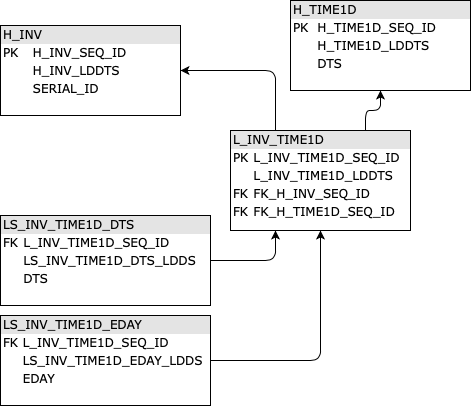 H_TIME1D
PK H_TIME1D_SEQ_ID
H_TIME1D_LDDTS
DTS
H_INV
PK H_INV_SEQ_ID
H_INV_LDDTS
SERIAL_ID
L_INV_TIME1D
PK L_INV_TIME1D_SEQ_ID
L_INV_TIME1D_LDDTS
FK FK_H_INV_SEQ_ID
FK FK_H_TIME1D_SEQ_ID
LS_INV_TIME1D_DTS
FK L_INV_TIME1D_SEQ_ID
LS_INV_TIME1D_DTS_LDDS
DTS
LS_INV_TIME1D_EDAY
FK L_INV_TIME1D_SEQ_ID
LS_INV_TIME1D_EDAY_LDDS
EDAY